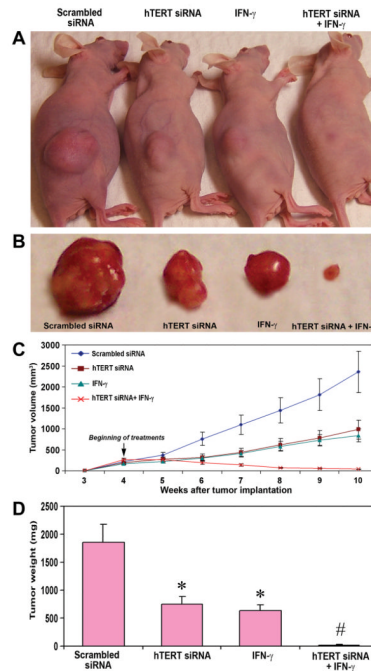 Scrambled siRNA
hTERT siRNA
IFN-γ
hTERT siRNA + IFN-γ
A
B
Scrambled siRNA
hTERT siRNA
IFN-γ
hTERT siRNA + IFN-
C
Tumor volume (mm³)
3000
2500
2000
1500
1000
500
0
Scrambled siRNA
hTERT siRNA
IFN-γ
hTERT siRNA+ IFN-γ
Beginning of treatments
3 4 5 6 7 8 9 10
Weeks after tumor implantation
D
Tumor weight (mg)
2500
2000
1500
1000
500
0
* * #
Scrambled siRNA
hTERT siRNA
IFN-γ
hTERT siRNA + IFN-γ